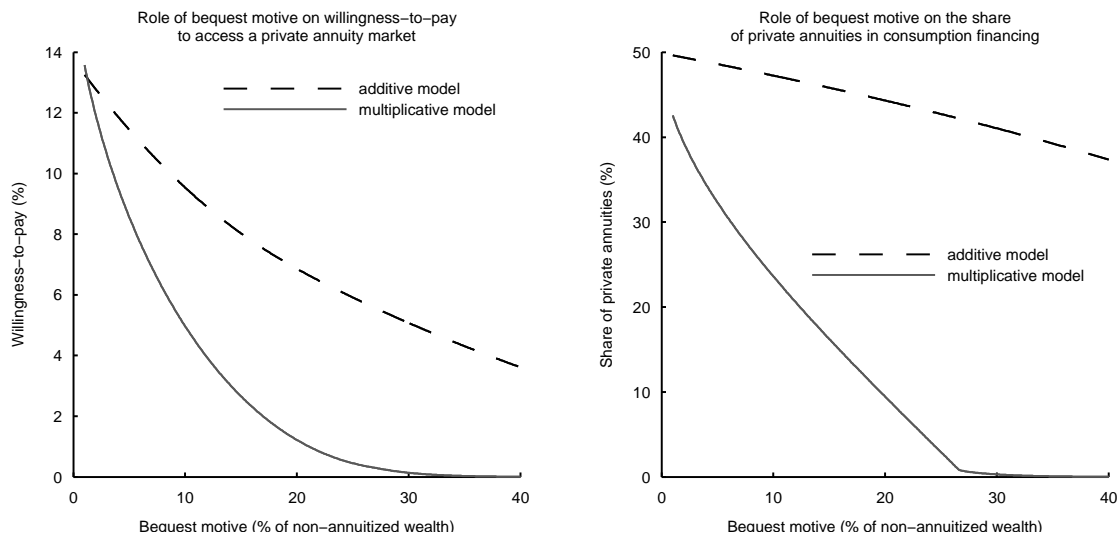 Role of bequest motive on willingness−to−pay
to access a private annuity market
14
12
10
8
6
4
2
0
0
10
20
30
40
Willingness−to−pay (%)
Bequest motive (% of non−annuitized wealth)
additive model
multiplicative model
Role of bequest motive on the share
of private annuities in consumption financing
50
40
30
20
10
0
0
10
20
30
40
Share of private annuities (%)
Bequest motive (% of non−annuitized wealth)
additive model
multiplicative model